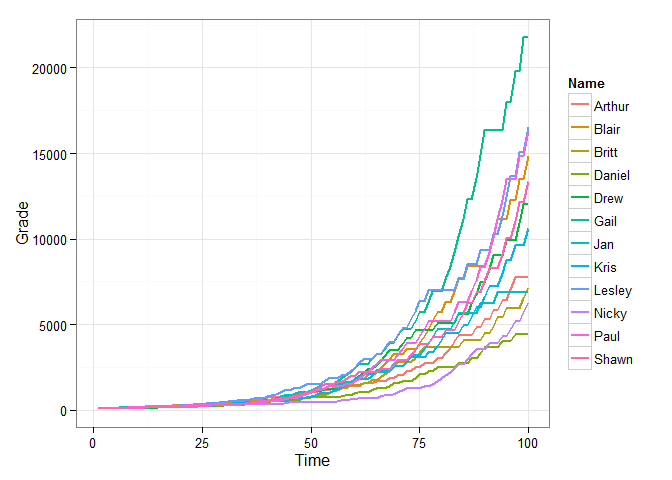 20000
15000
10000
5000
0
Grade
0 25 50 75 100
Time
Name
Arthur
Blair
Britt
Daniel
Drew
Gail
Jan
Kris
Lesley
Nicky
Paul
Shawn